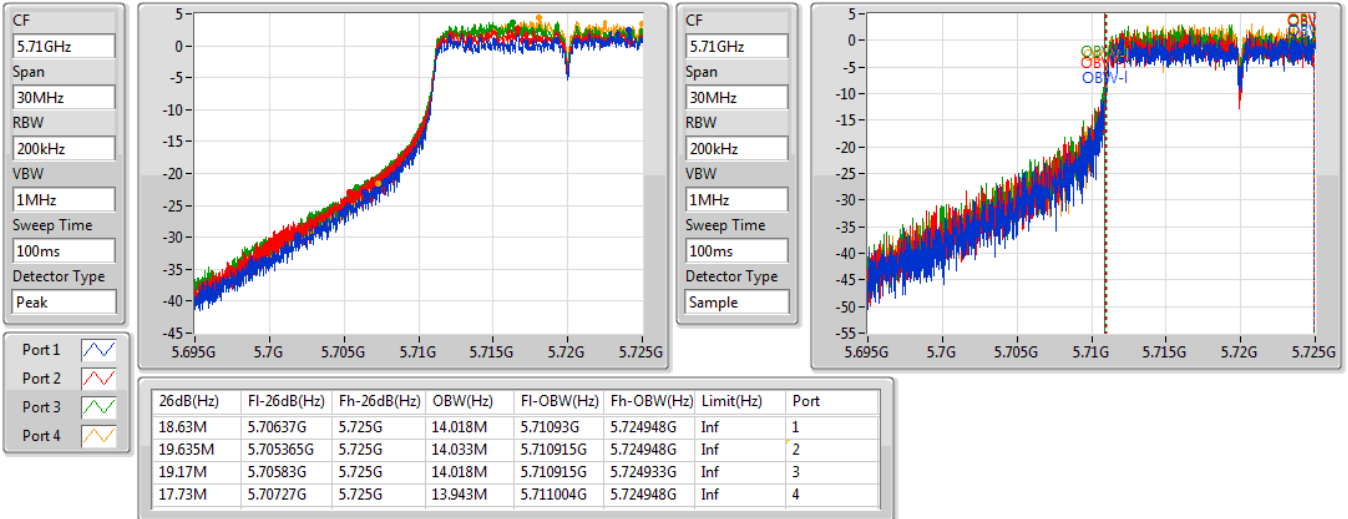 CF
5.71GHz
Span
30MHz
RBW
200kHz
VBW
1MHz
Sweep Time
100ms
Detector Type
Peak
5
0
-5
-10
-15
-20
-25
-30
-35
-40
-45
5.695G 5.7G 5.705G 5.71G 5.715G 5.72G 5.725G
CF
5.71GHz
Span
30MHz
RBW
200kHz
VBW
1MHz
Sweep Time
100ms
Detector Type
Sample
5
0
-5
-10
-15
-20
-25
-30
-35
-40
-45
-50
-55
OBW-I
5.695G 5.7G 5.705G 5.71G 5.715G 5.72G 5.725G
Port 1
Port 2
Port 3
Port 4
26dB(Hz) Fl-26dB(Hz) Fh-26dB(Hz) OBW(Hz) Fl-OBW(Hz) Fh-OBW(Hz) Limit(Hz) Port
18.63M 5.70637G 5.725G 14.018M 5.71093G 5.724948G Inf 1
19.635M 5.705365G 5.725G 14.033M 5.710915G 5.724948G Inf 2
19.17M 5.70583G 5.725G 14.018M 5.710915G 5.724933G Inf 3
17.73M 5.70727G 5.725G 13.943M 5.711004G 5.724948G Inf 4